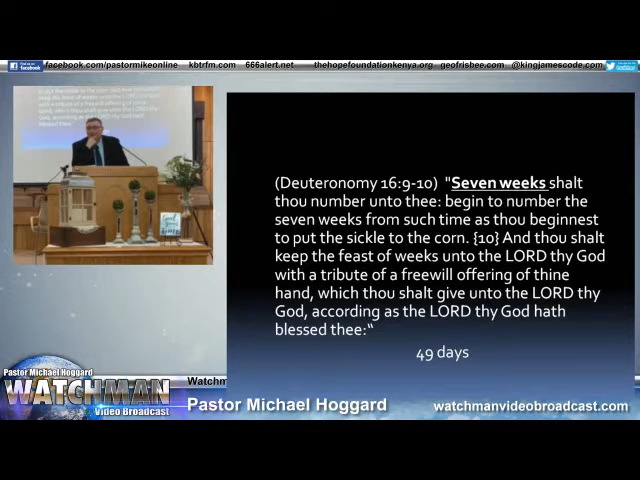 facebook.com/pastormikeonline kbtrfm.com 666alert.net thehopefoundationkenya.org geofrisbee.com @kingjamescode.com
(Deuteronomy 16:9-10) "Seven weeks shalt
thou number unto thee: begin to number the
seven weeks from such time as thou beginnest
to put the sickle to the corn. {10} And thou shalt
keep the feast of weeks unto the LORD thy God
with a tribute of a freewill offering of thine
hand, which thou shalt give unto the LORD thy
God, according as the LORD thy God hath
blessed thee:“
49 days
Pastor Michael Hoggard
WATCHMAN
Video Broadcast
Watchm
Pastor Michael Hoggard
watchmanvideobroadcast.com